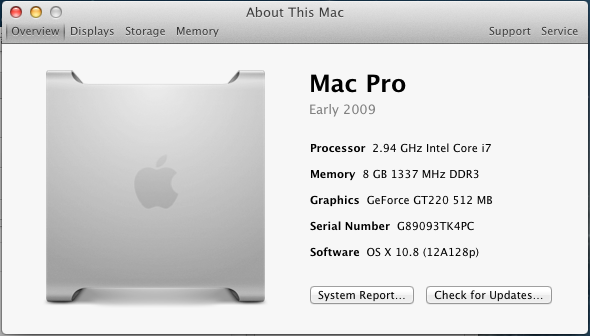 About This Mac
Overview Displays Storage Memory Support Service
Mac Pro
Early 2009
Processor 2.94 GHz Intel Core i7
Memory 8 GB 1337 MHz DDR3
Graphics GeForce GT220 512 MB
Serial Number G89093TK4PC
Software OS X 10.8 (12A128p)
System Report... Check for Updates...